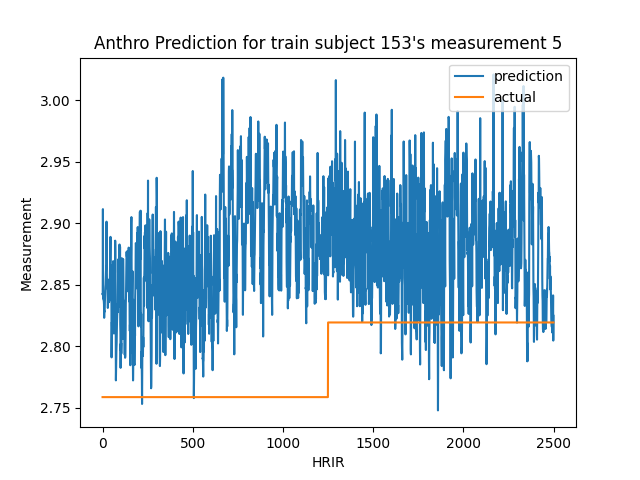 Anthro Prediction for train subject 153's measurement 5
prediction
actual
3.00
2.95
2.90
2.85
2.80
2.75
Measurement
0
500
1000
1500
2000
2500
HRIR